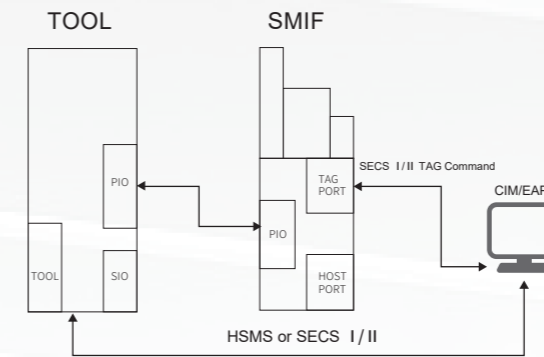 TOOL
SMIF
SECS I/II TAG Command
CIM/EAP
PIO
TAG
PORT
PIO
TOOL
SIO
HOST
PORT
HSMS or SECS I/II